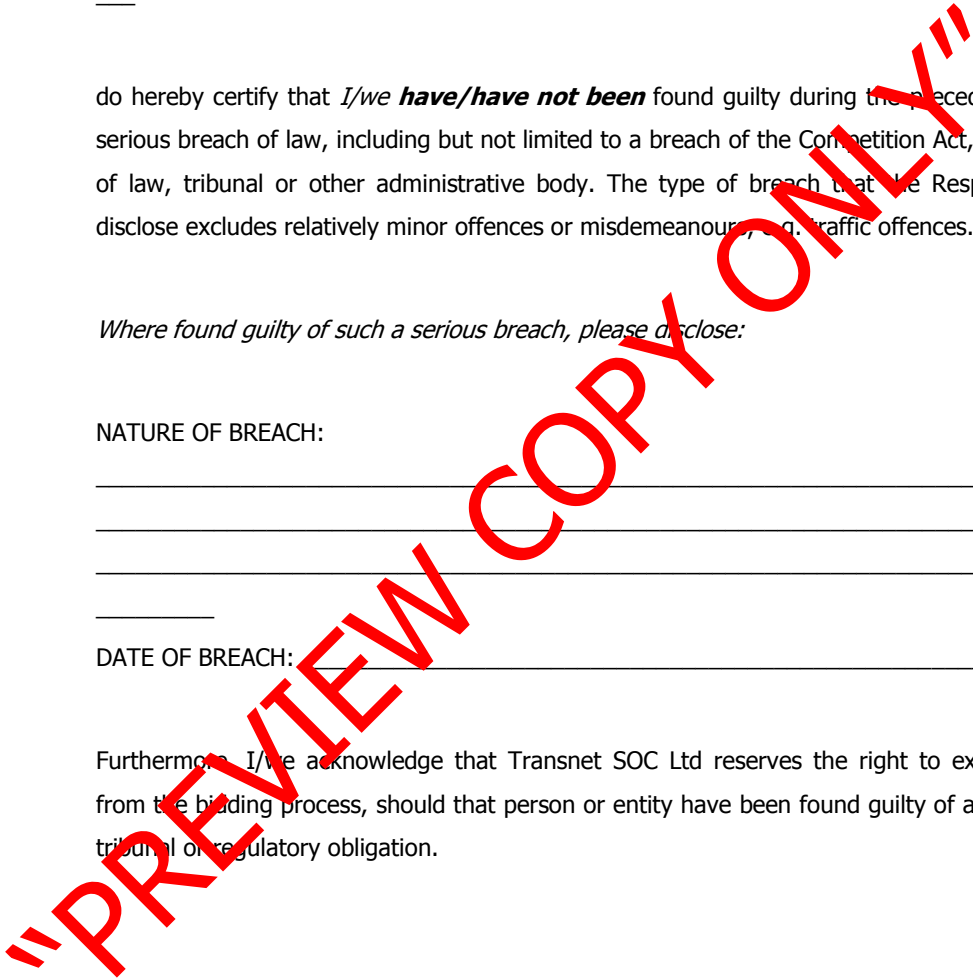 ___
do hereby certify that I/we have/have not been found guilty during the preced
serious breach of law, including but not limited to a breach of the Competition Act,
of law, tribunal or other administrative body. The type of breach that the Resp
disclose excludes relatively minor offences or misdemeanours, e.g. traffic offences.
Where found guilty of such a serious breach, please disclose:
NATURE OF BREACH:
DATE OF BREACH:
Furthermore, I/we acknowledge that Transnet SOC Ltd reserves the right to ex
from the bidding process, should that person or entity have been found guilty of a
tribunal or regulatory obligation.
"PREVIEW COPY ONLY"